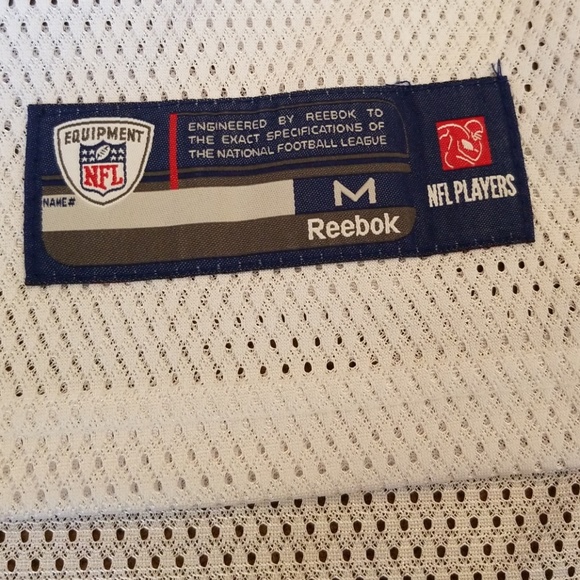 EQUIPMENT
NFL
ENGINEERED BY REEBOK TO
THE EXACT SPECIFICATIONS OF
THE NATIONAL FOOTBALL LEAGUE
NAME#
M
Reebok
NFL PLAYERS